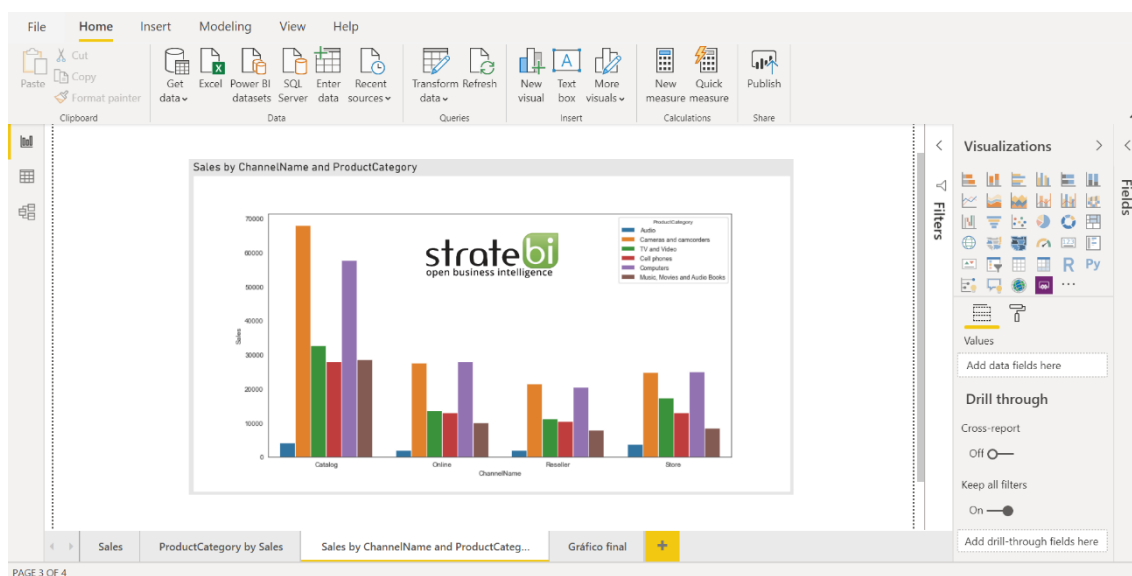 File Home Insert Modeling View Help
Paste
Cut
Copy
Format painter
Clipboard
Get data
Excel
Power BI datasets
SQL Server
Enter data
Recent sources
Data
Transform data
Refresh
Queries
New visual
Text box
More visuals
Insert
New measure
Quick measure
Calculations
Publish
Share
Sales by ChannelName and ProductCategory
stratebi
open business intelligence
ProductCategory
Audio
Cameras and camcorders
TV and Video
Cell phones
Computers
Music, Movies and Audio Books
70000
60000
50000
40000
30000
20000
10000
0
Sales
Catalog Online Reseller Store
ChannelName
Filters
Visualizations
123
R Py
Values
Add data fields here
Drill through
Cross-report
Off
Keep all filters
On
Add drill-through fields here
Fields
Sales
ProductCategory by Sales
Sales by ChannelName and ProductCateg...
Gráfico final
+
PAGE 3 OF 4